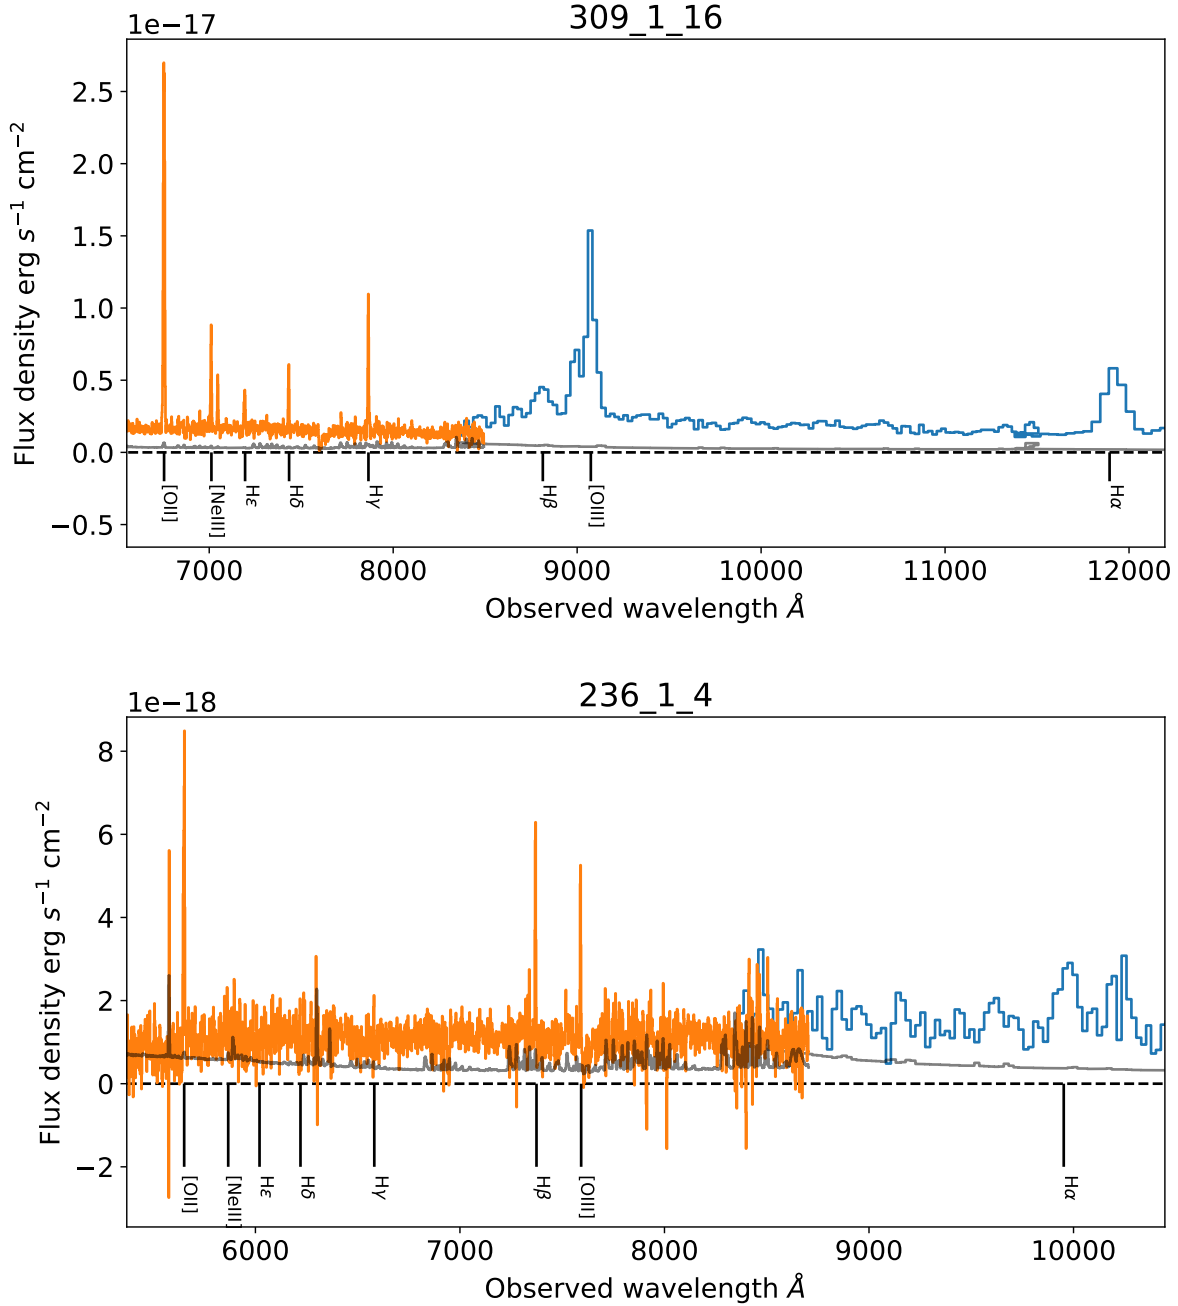 309_1_16
1e−17
Flux density erg s−1 cm−2
2.5
2.0
1.5
1.0
0.5
0.0
−0.5
[OII]
[NeIII]
Hε
Hδ
Hγ
Hβ
[OIII]
Hα
7000 8000 9000 10000 11000 12000
Observed wavelength Å
236_1_4
1e−18
Flux density erg s−1 cm−2
8
6
4
2
0
−2
[OII]
[NeIII]
Hε
Hδ
Hγ
Hβ
[OIII]
Hα
6000 7000 8000 9000 10000
Observed wavelength Å